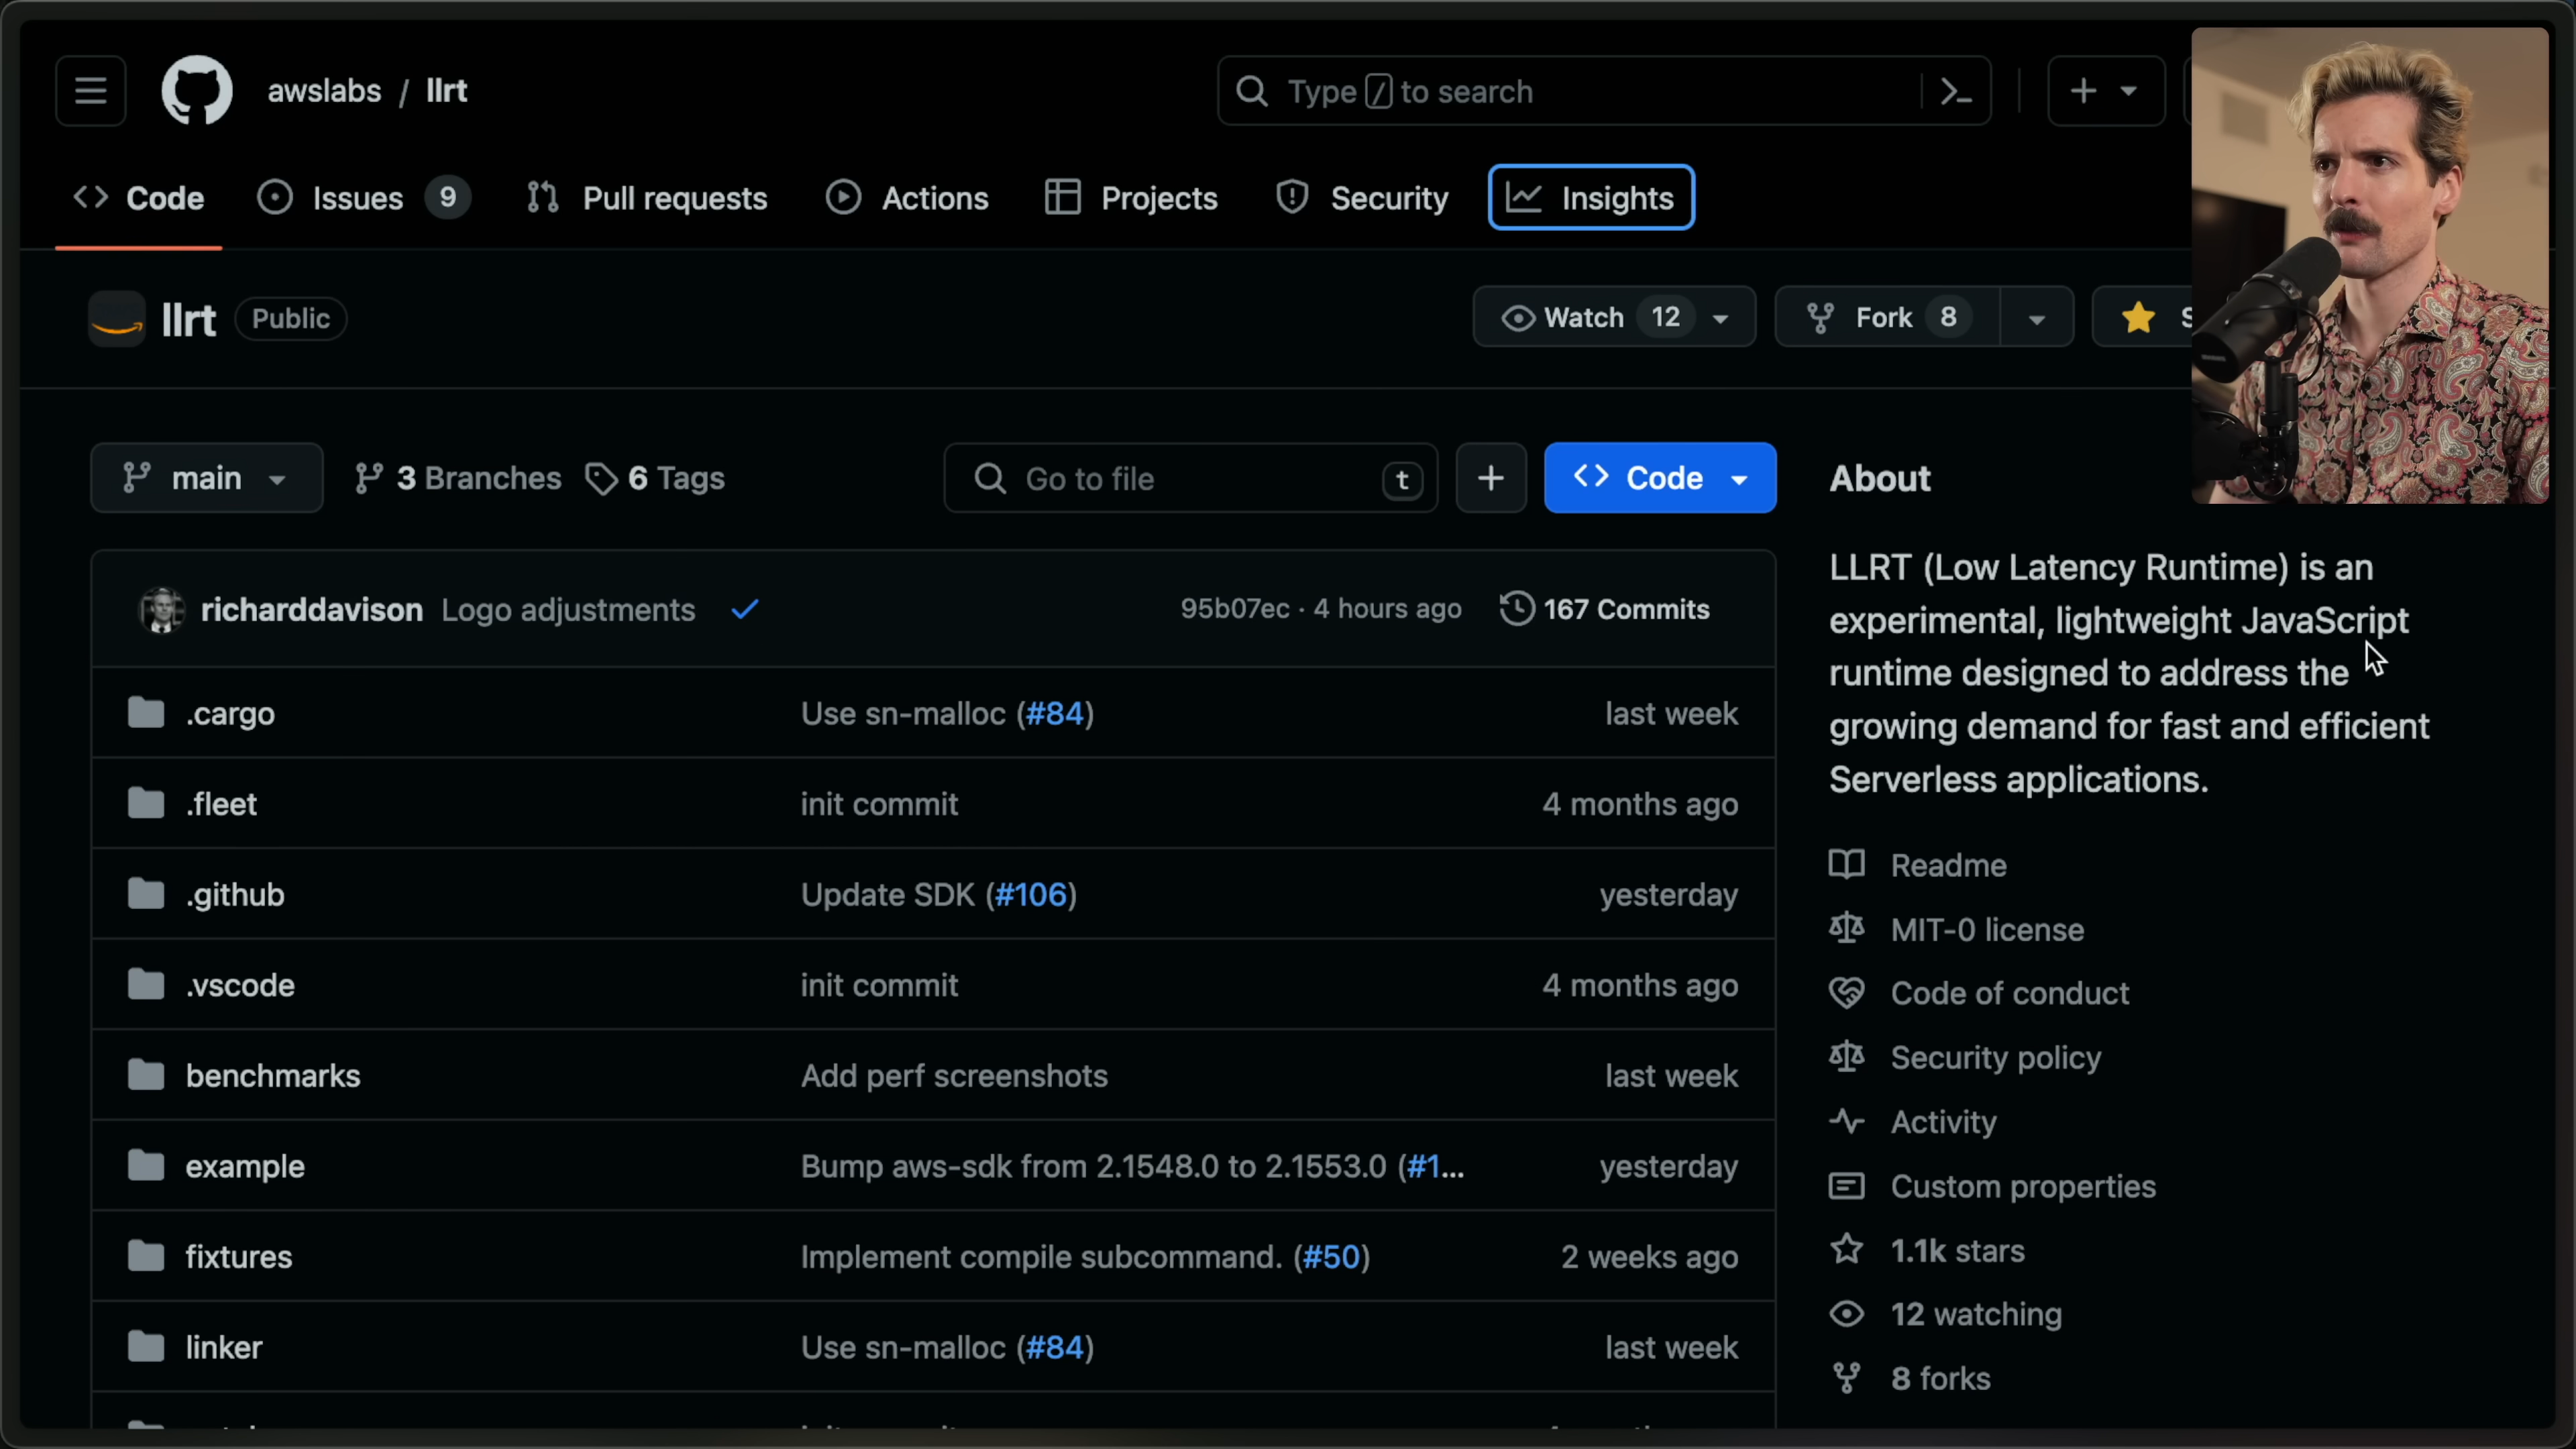 awslabs / llrt
Type / to search
Code
Issues 9
Pull requests
Actions
Projects
Security
Insights
llrt Public
Watch 12
Fork 8
main
3 Branches
6 Tags
Go to file t
Code
About
LLRT (Low Latency Runtime) is an
experimental, lightweight JavaScript
runtime designed to address the
growing demand for fast and efficient
Serverless applications.
richarddavison Logo adjustments 95b07ec · 4 hours ago 167 Commits
.cargo Use sn-malloc (#84) last week
.fleet init commit 4 months ago
.github Update SDK (#106) yesterday
.vscode init commit 4 months ago
benchmarks Add perf screenshots last week
example Bump aws-sdk from 2.1548.0 to 2.1553.0 (#1... yesterday
fixtures Implement compile subcommand. (#50) 2 weeks ago
linker Use sn-malloc (#84) last week
Readme
MIT-0 license
Code of conduct
Security policy
Activity
Custom properties
1.1k stars
12 watching
8 forks